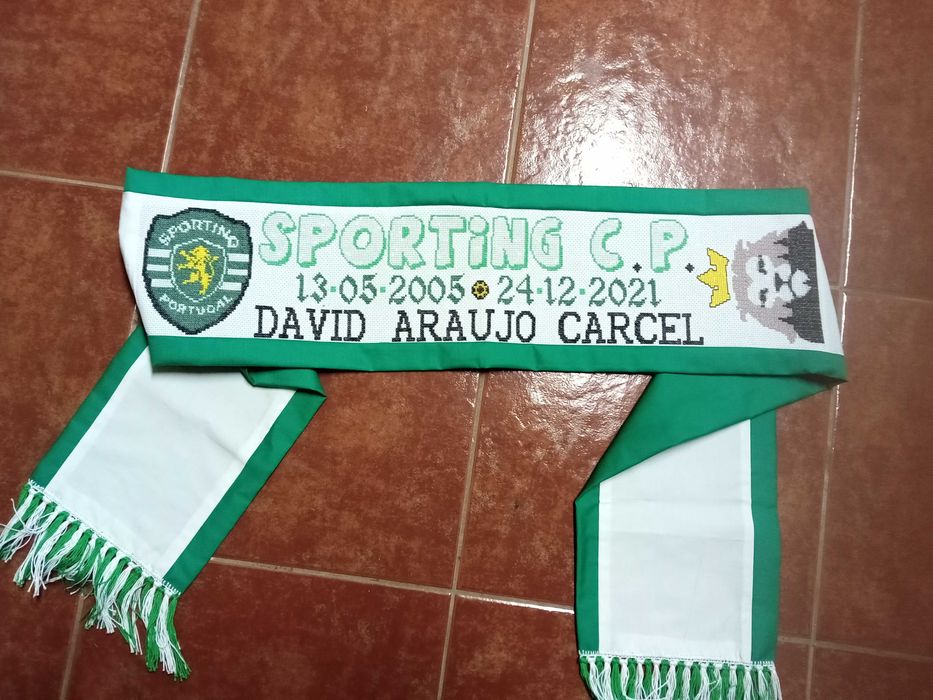 SPORTING
PORTUGAL
SPORTiNG C.P.
13·05·2005 24·12·2021
DAVID ARAUJO CARCEL